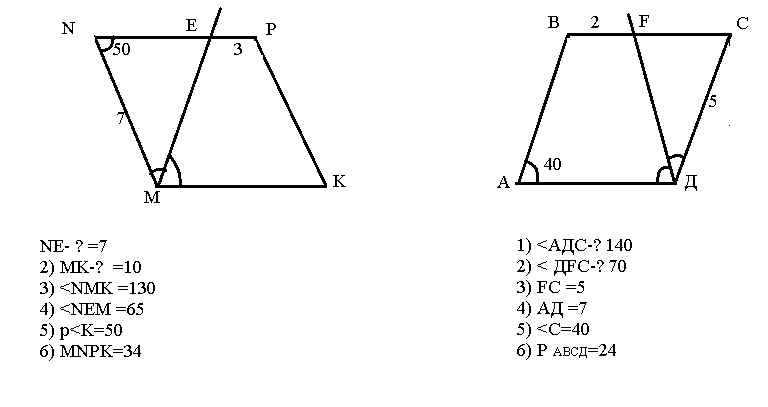 N E P
50 3
7
M K
B 2 F C
5
А 40 Д
NE- ? =7
2) MK-? =10
3) <NMK =130
4) <NEM =65
5) p<K=50
6) MNPK=34
1) <АДС-? 140
2) < ДFC-? 70
3) FC =5
4) АД =7
5) <C=40
6) Р АВСД=24